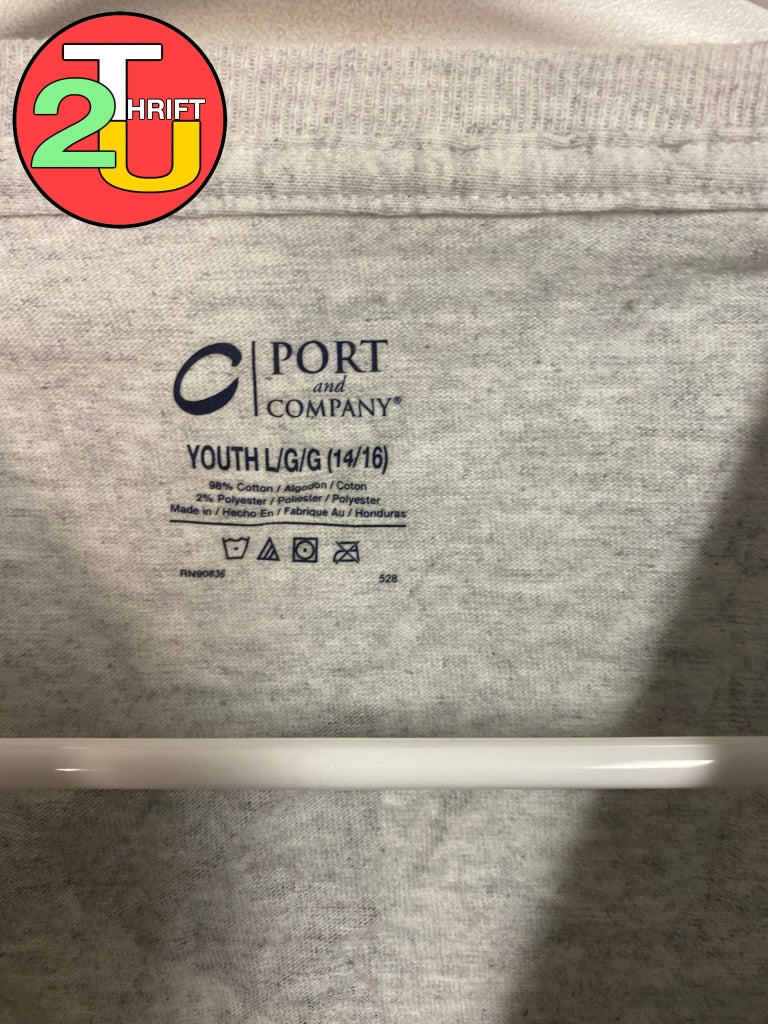 T
2 HRIFT
U
PORT
and
COMPANY®
YOUTH L/G/G (14/16)
98% Cotton / Algodon / Coton
2% Polyester / Poliester / Polyester
Made in / Hecho En / Fabrique Au / Honduras
RN90836 528